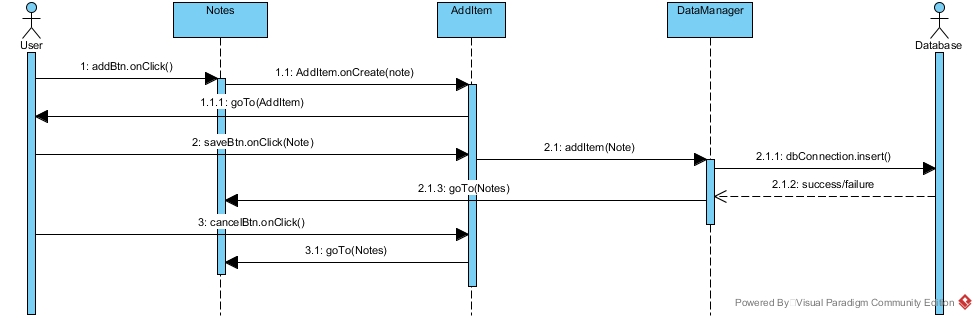 Notes
AddItem
DataManager
User
Database
1: addBtn.onClick()
1.1: AddItem.onCreate(note)
1.1.1: goTo(AddItem)
2: saveBtn.onClick(Note)
2.1: addItem(Note)
2.1.1: dbConnection.insert()
2.1.2: success/failure
2.1.3: goTo(Notes)
3: cancelBtn.onClick()
3.1: goTo(Notes)
Powered By Visual Paradigm Community Edition